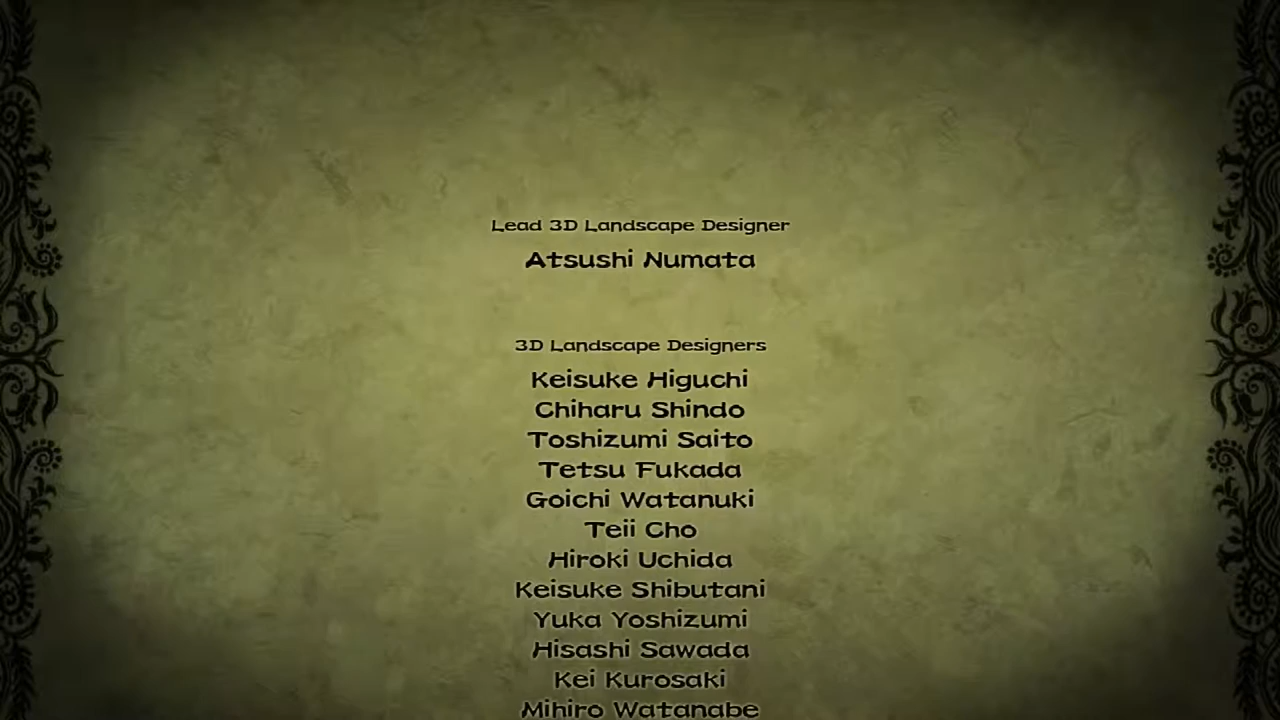 Lead 3D Landscape Designer
Atsushi Numata
3D Landscape Designers
Keisuke Higuchi
Chiharu Shindo
Toshizumi Saito
Tetsu Fukada
Goichi Watanuki
Teii Cho
Hiroki Uchida
Keisuke Shibutani
Yuka Yoshizumi
Hisashi Sawada
Kei Kurosaki
Mihiro Watanabe